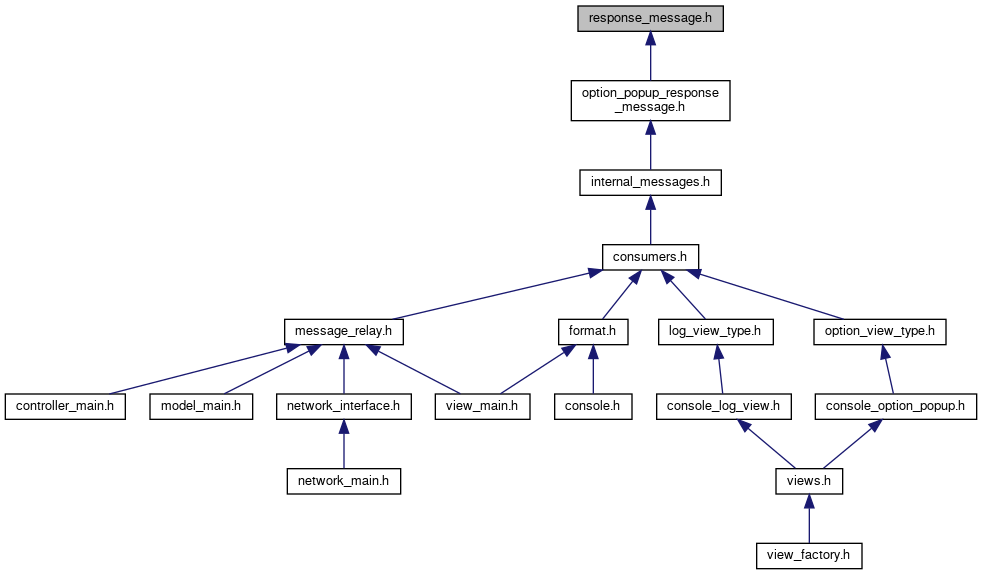 response_message.h
option_popup_response
_message.h
internal_messages.h
consumers.h
message_relay.h
format.h
log_view_type.h
option_view_type.h
controller_main.h
model_main.h
network_interface.h
view_main.h
console.h
console_log_view.h
console_option_popup.h
network_main.h
views.h
view_factory.h